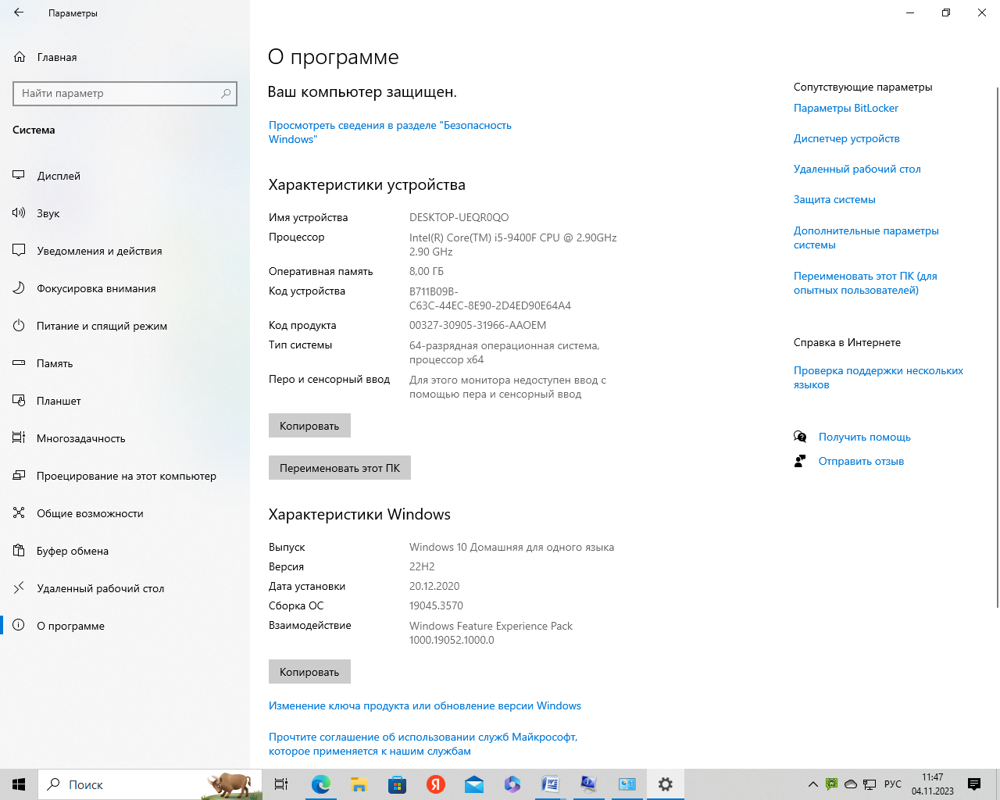 Параметры
Главная
Найти параметр
Система
Дисплей
Звук
Уведомления и действия
Фокусировка внимания
Питание и спящий режим
Память
Планшет
Многозадачность
Проецирование на этот компьютер
Общие возможности
Буфер обмена
Удаленный рабочий стол
О программе
О программе
Ваш компьютер защищен.
Просмотреть сведения в разделе "Безопасность
Windows"
Характеристики устройства
Имя устройства DESKTOP-UEQR0QO
Процессор Intel(R) Core(TM) i5-9400F CPU @ 2.90GHz
2.90 GHz
Оперативная память 8,00 ГБ
Код устройства B711B09B-
C63C-44EC-8E90-2D4ED90E64A4
Код продукта 00327-30905-31966-AAOEM
Тип системы 64-разрядная операционная система,
процессор x64
Перо и сенсорный ввод Для этого монитора недоступен ввод с
помощью пера и сенсорный ввод
Копировать
Переименовать этот ПК
Характеристики Windows
Выпуск Windows 10 Домашняя для одного языка
Версия 22H2
Дата установки 20.12.2020
Сборка ОС 19045.3570
Взаимодействие Windows Feature Experience Pack
1000.19052.1000.0
Копировать
Изменение ключа продукта или обновление версии Windows
Прочтите соглашение об использовании служб Майкрософт,
которое применяется к нашим службам
Сопутствующие параметры
Параметры BitLocker
Диспетчер устройств
Удаленный рабочий стол
Защита системы
Дополнительные параметры
системы
Переименовать этот ПК (для
опытных пользователей)
Справка в Интернете
Проверка поддержки нескольких
языков
Получить помощь
Отправить отзыв
Поиск
Я
W
РУС
11:47
04.11.2023